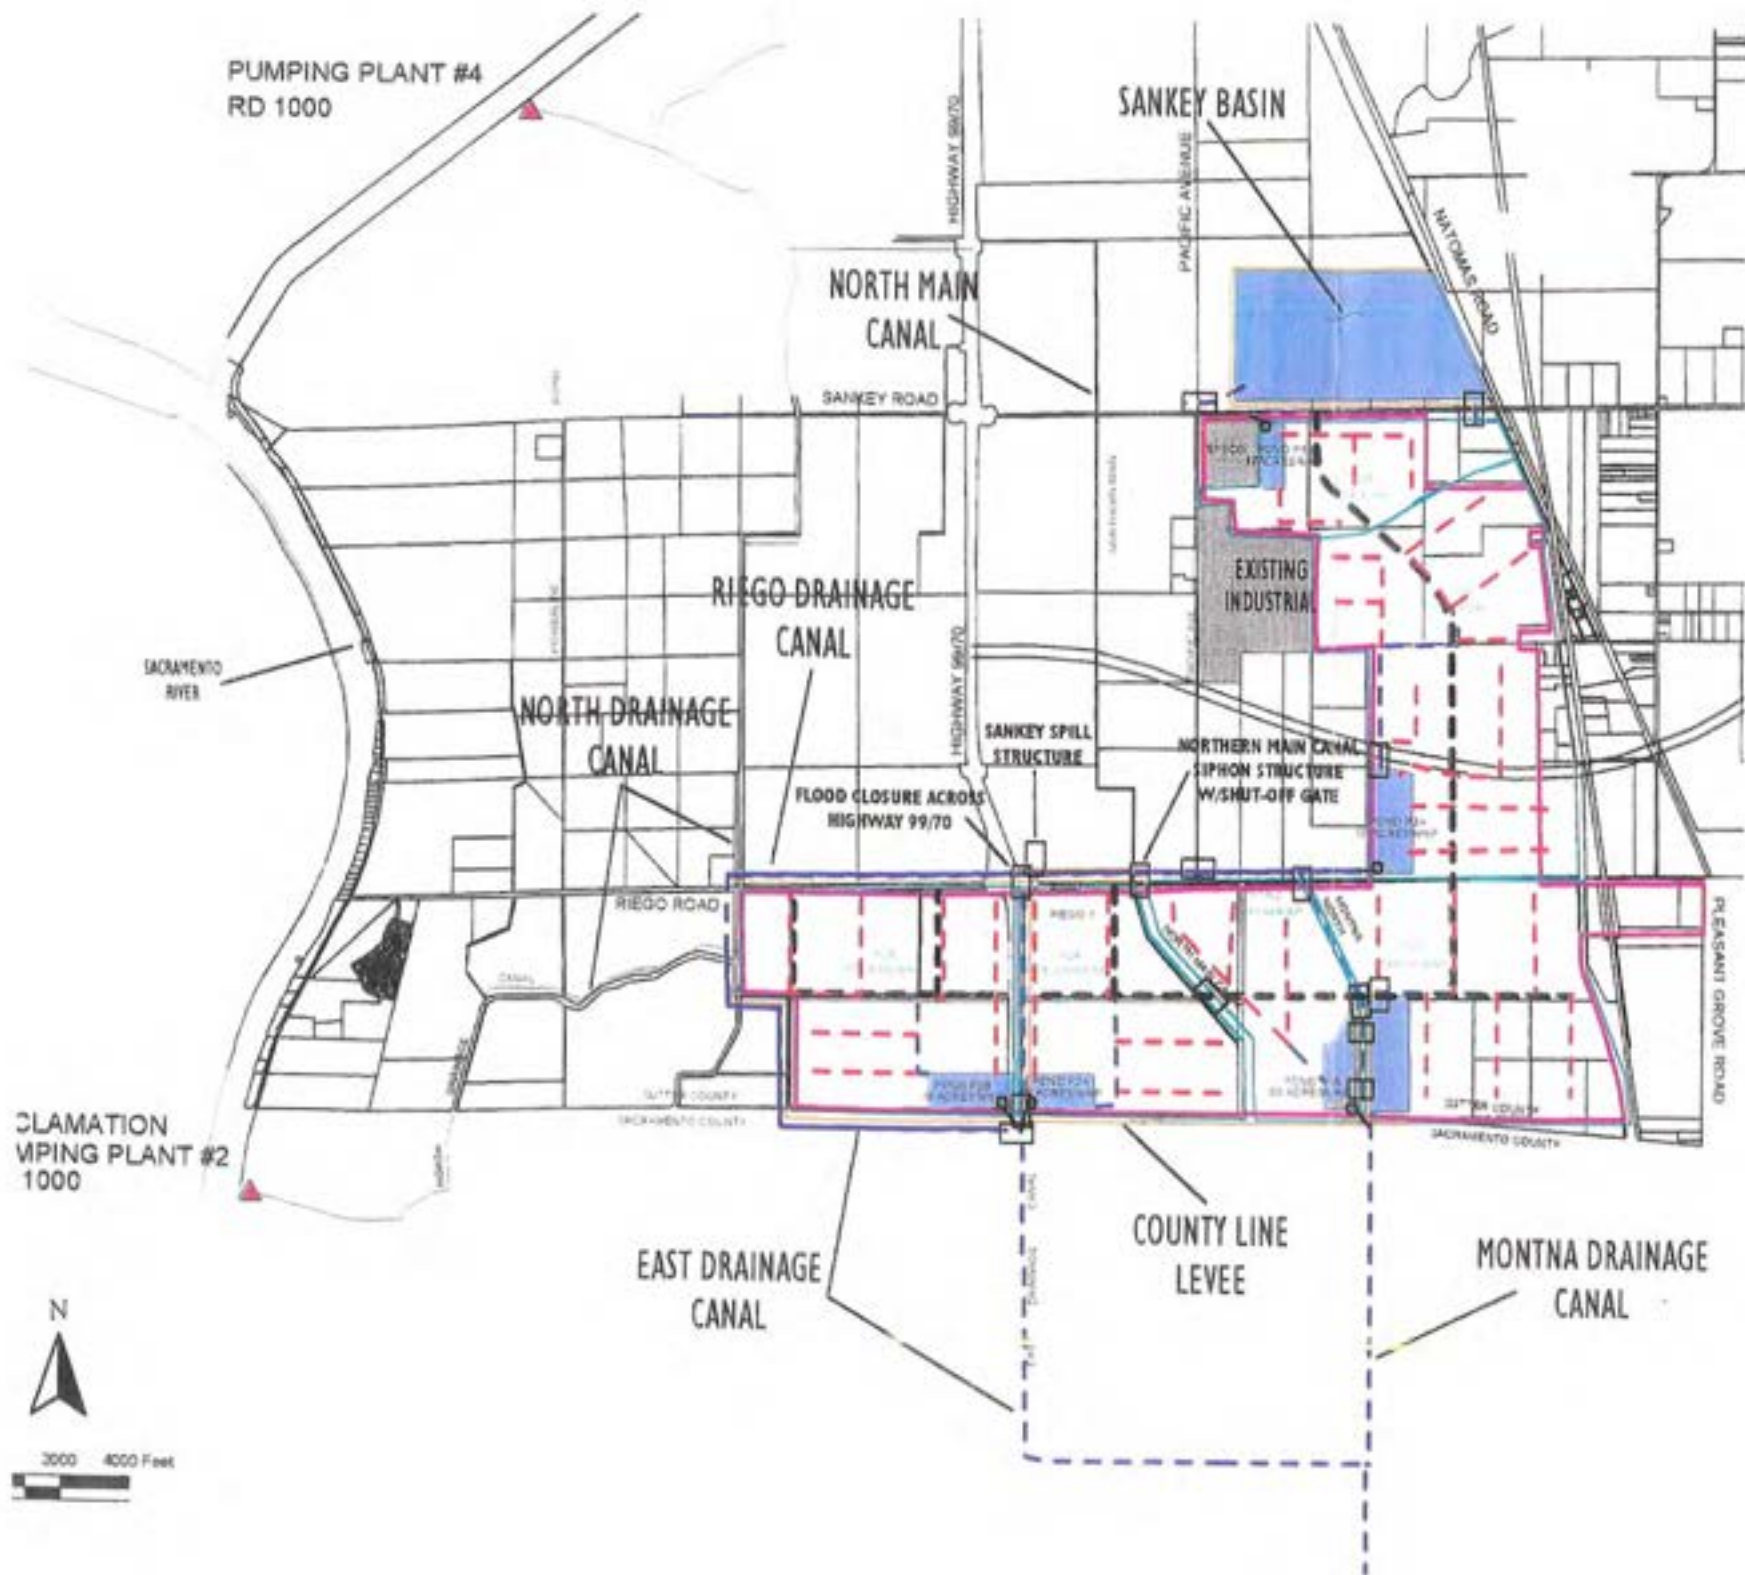 PUMPING PLANT #4
RD 1000
SANKEY BASIN
HIGHWAY 99/70
PACIFIC AVENUE
NATOMAS ROAD
NORTH MAIN
CANAL
SANKEY ROAD
EXISTING
INDUSTRIAL
RIEGO DRAINAGE
CANAL
SACRAMENTO
RIVER
HIGHWAY 99/70
NORTH DRAINAGE
CANAL
SANKEY SPILL
STRUCTURE
NORTHERN MAIN CANAL
SIPHON STRUCTURE
W/SHUT-OFF GATE
FLOOD CLOSURE ACROSS
HIGHWAY 99/70
RIEGO ROAD
PLEASANT GROVE ROAD
CANAL
SUTTER COUNTY
SACRAMENTO COUNTY
SUTTER COUNTY
SACRAMENTO COUNTY
CLAMATION
MPING PLANT #2
1000
EAST DRAINAGE
CANAL
COUNTY LINE
LEVEE
MONTNA DRAINAGE
CANAL
N
2000 4000 Feet